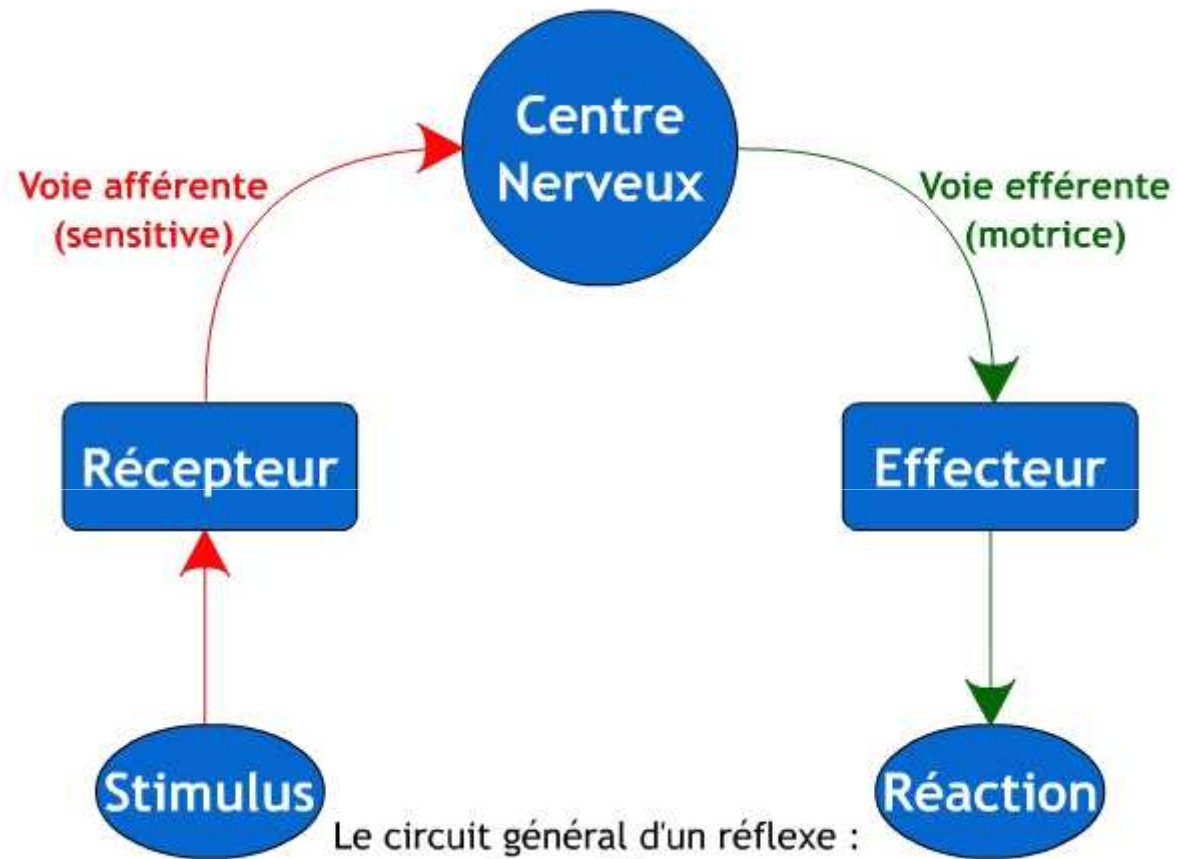 Centre
Nerveux
Voie afférente
(sensitive)
Voie efférente
(motrice)
Récepteur
Effecteur
Stimulus
Réaction
Le circuit général d'un réflexe :